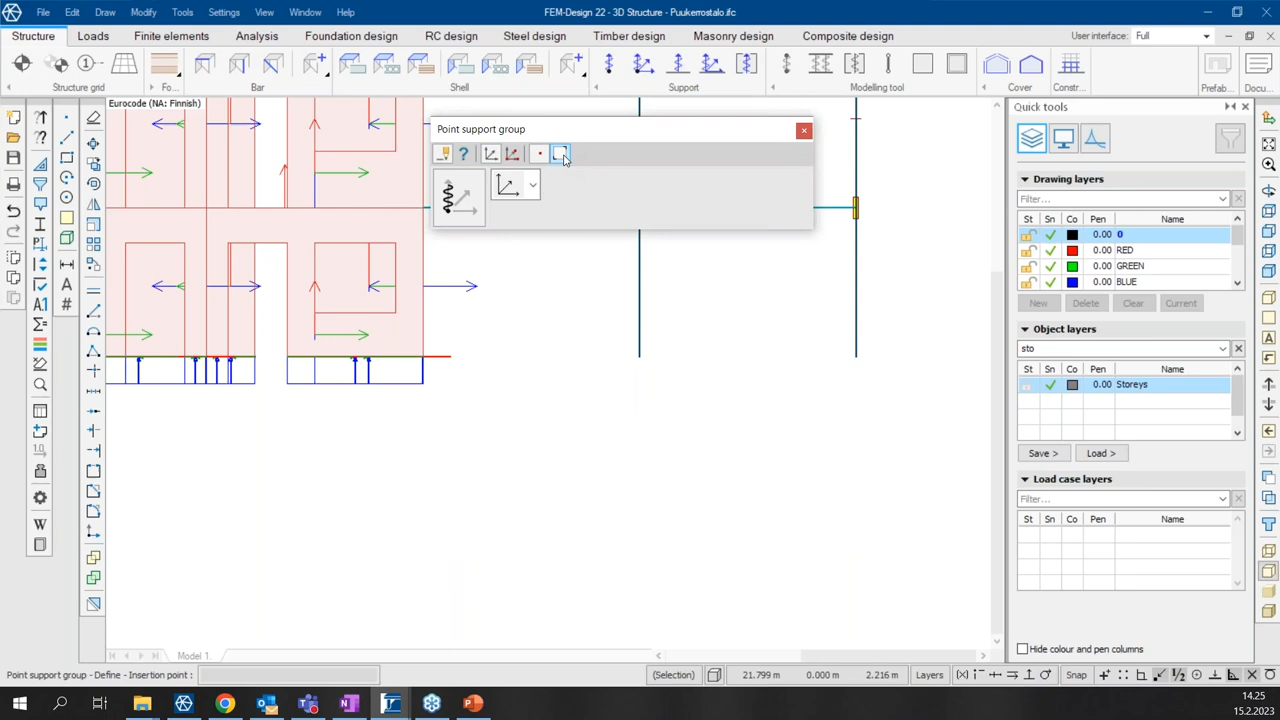 File Edit Draw Modify Tools Settings View Window Help
FEM-Design 22 - 3D Structure - Puukerrostalo.ifc
Structure Loads Finite elements Analysis Foundation design RC design Steel design Timber design Masonry design Composite design
User interface: Full
Structure grid Fo... Bar Shell Support Modelling tool Cover Constr... Prefab... Docu...
Eurocode (NA: Finnish)
Point support group
Quick tools
Drawing layers
Filter...
St Sn Co Pen Name
0.00 0
0.00 RED
0.00 GREEN
0.00 BLUE
New Delete Clear Current
Object layers
sto
St Sn Co Pen Name
0.00 Storeys
Save > Load >
Load case layers
Filter...
St Sn Co Pen Name
Hide colour and pen columns
Model 1.
Point support group - Define - Insertion point :
(Selection)
21.799 m 0.000 m 2.216 m
Layers
Snap
14.25
15.2.2023